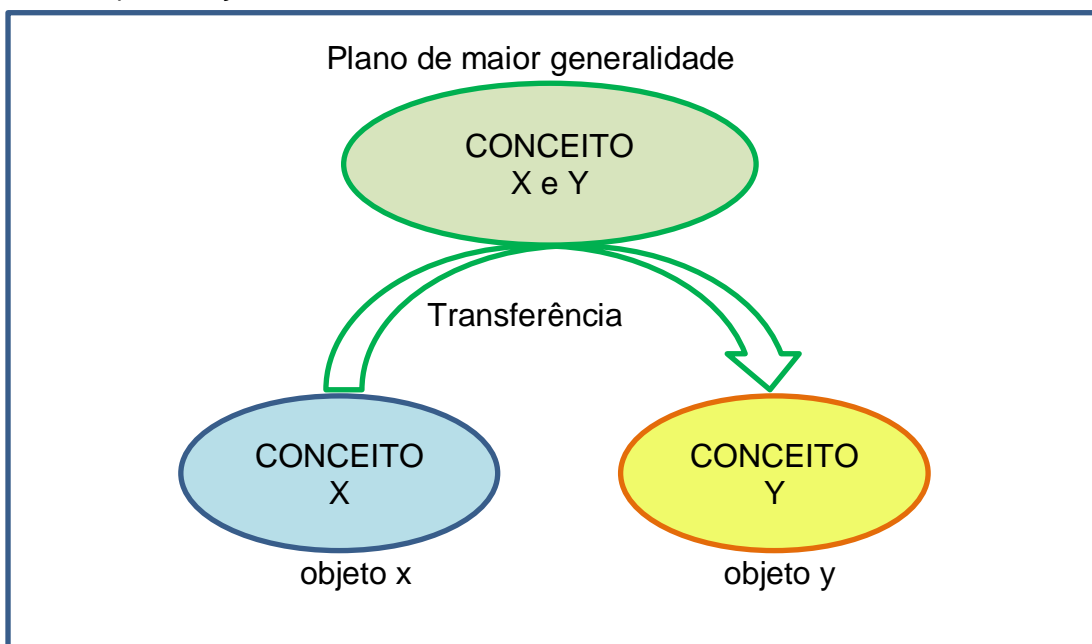 Plano de maior generalidade
CONCEITO
X e Y
Transferência
CONCEITO
X
CONCEITO
Y
objeto x
objeto y